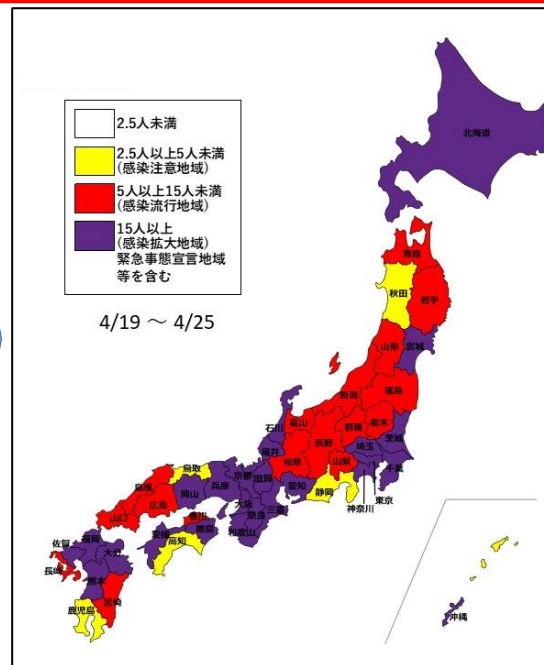 2.5人未満
2.5人以上5人未満
(感染注意地域)
5人以上15人未満
(感染流行地域)
15人以上
(感染拡大地域)
緊急事態宣言地域
等を含む
4/19 ～ 4/25
北海道
青森
秋田
岩手
山形
宮城
新潟
福島
石川
富山
群馬
栃木
福井
長野
茨城
岐阜
山梨
埼玉
千葉
東京
神奈川
静岡
愛知
鳥取
島根
岡山
兵庫
京都
滋賀
大阪
奈良
三重
和歌山
広島
山口
香川
徳島
愛媛
高知
福岡
佐賀
長崎
大分
熊本
宮崎
鹿児島
沖縄